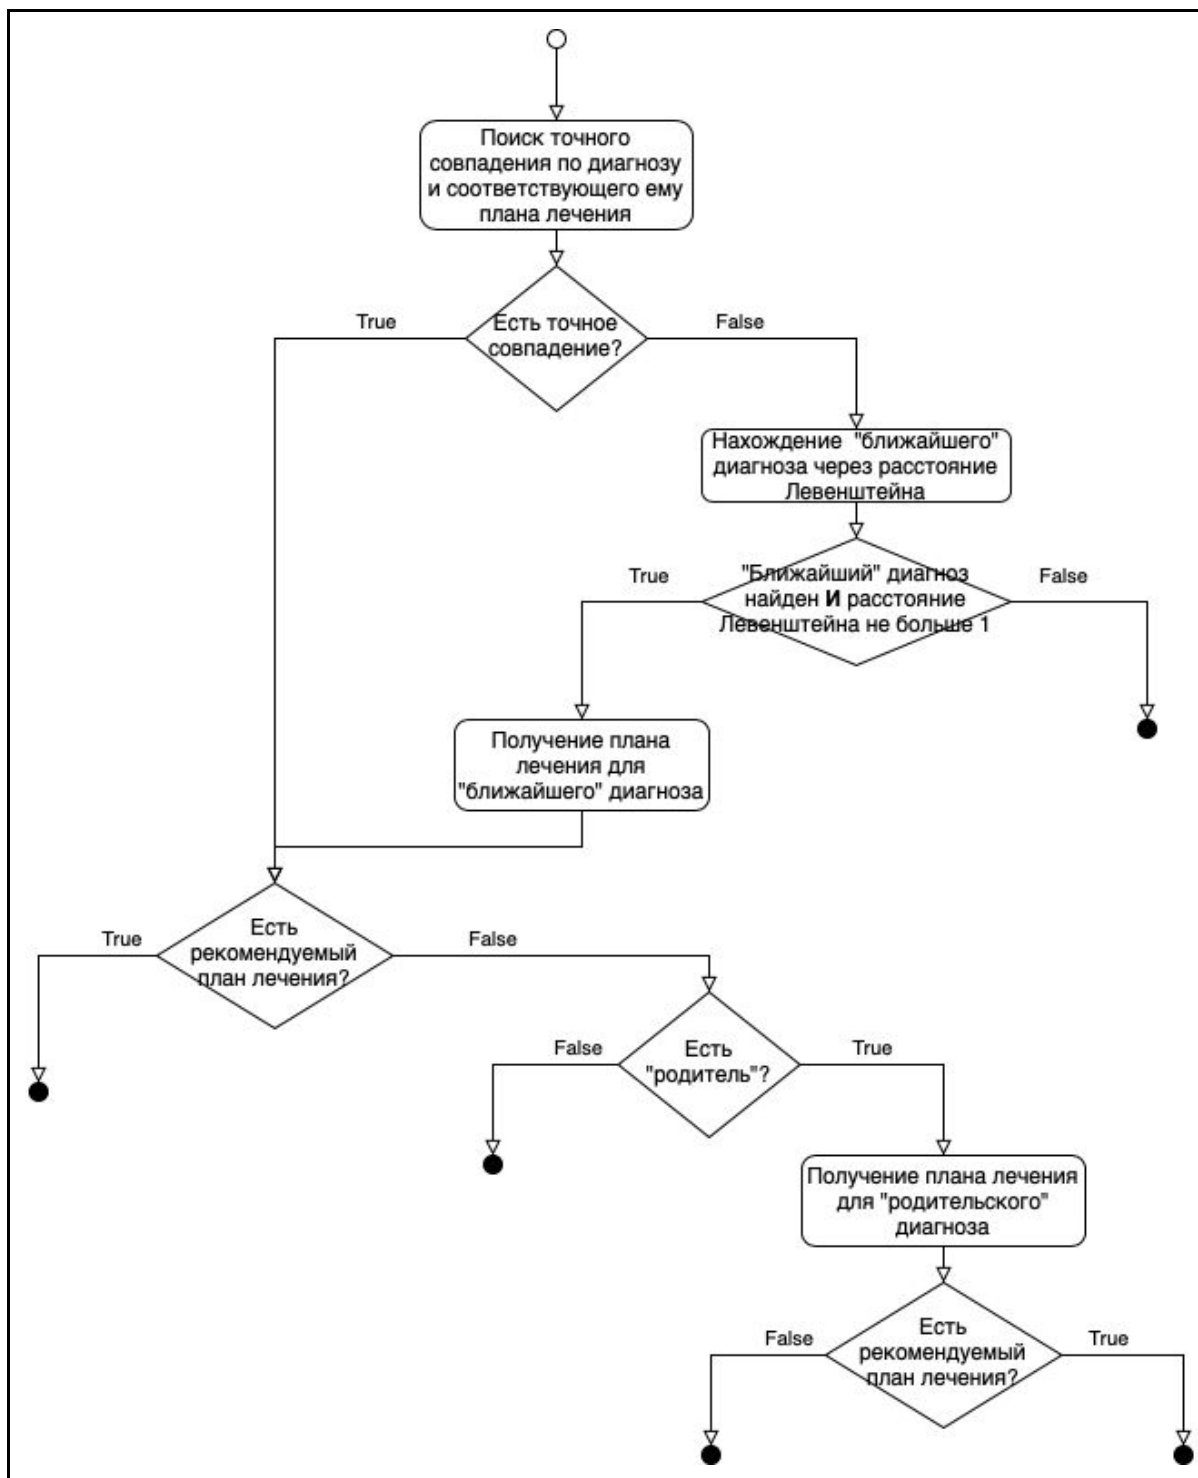 Поиск точного
совпадения по диагнозу
и соответствующего ему
плана лечения
True
Есть точное
совпадение?
False
Нахождение "ближайшего"
диагноза через расстояние
Левенштейна
True
"Ближайший" диагноз
найден И расстояние
Левенштейна не больше 1
False
Получение плана
лечения для
"ближайшего" диагноза
True
Есть
рекомендуемый
план лечения?
False
False
Есть
"родитель"?
True
Получение плана лечения
для "родительского"
диагноза
False
Есть
рекомендуемый
план лечения?
True